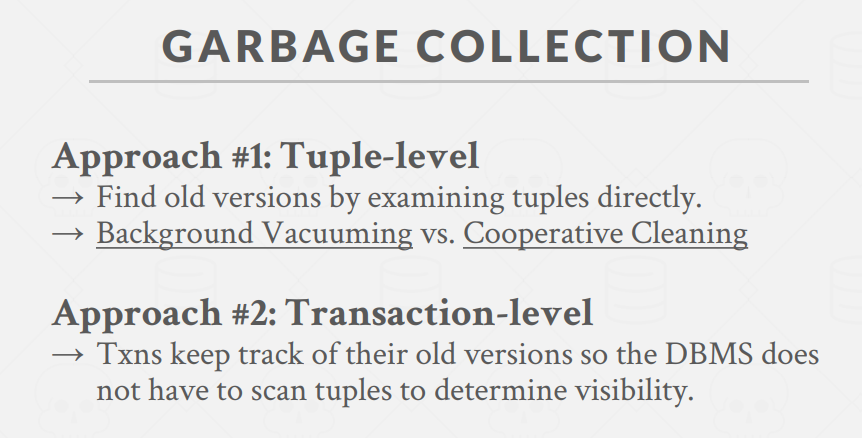 GARBAGE COLLECTION
Approach #1: Tuple-level
→ Find old versions by examining tuples directly.
→ Background Vacuuming vs. Cooperative Cleaning
Approach #2: Transaction-level
→ Txns keep track of their old versions so the DBMS does
not have to scan tuples to determine visibility.